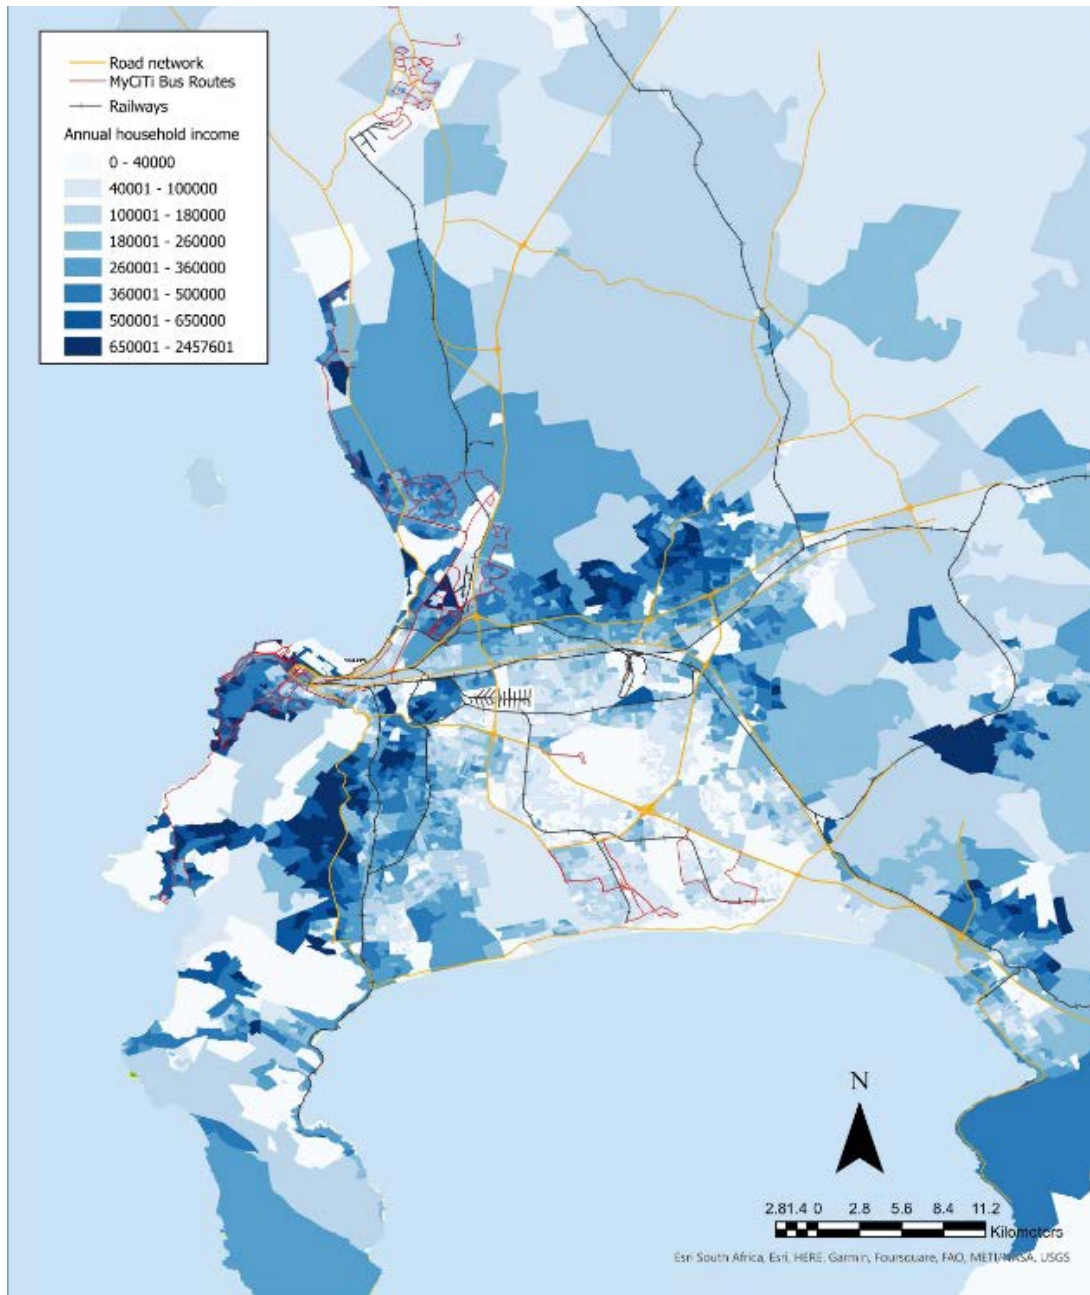 Road network
MyCiTi Bus Routes
Railways
Annual household income
0 - 40000
40001 - 100000
100001 - 180000
180001 - 260000
260001 - 360000
360001 - 500000
500001 - 650000
650001 - 2457601
N
2.81.4 0 2.8 5.6 8.4 11.2
Kilometers
Esri South Africa, Esri, HERE, Garmin, Foursquare, FAO, METI/NASA, USGS